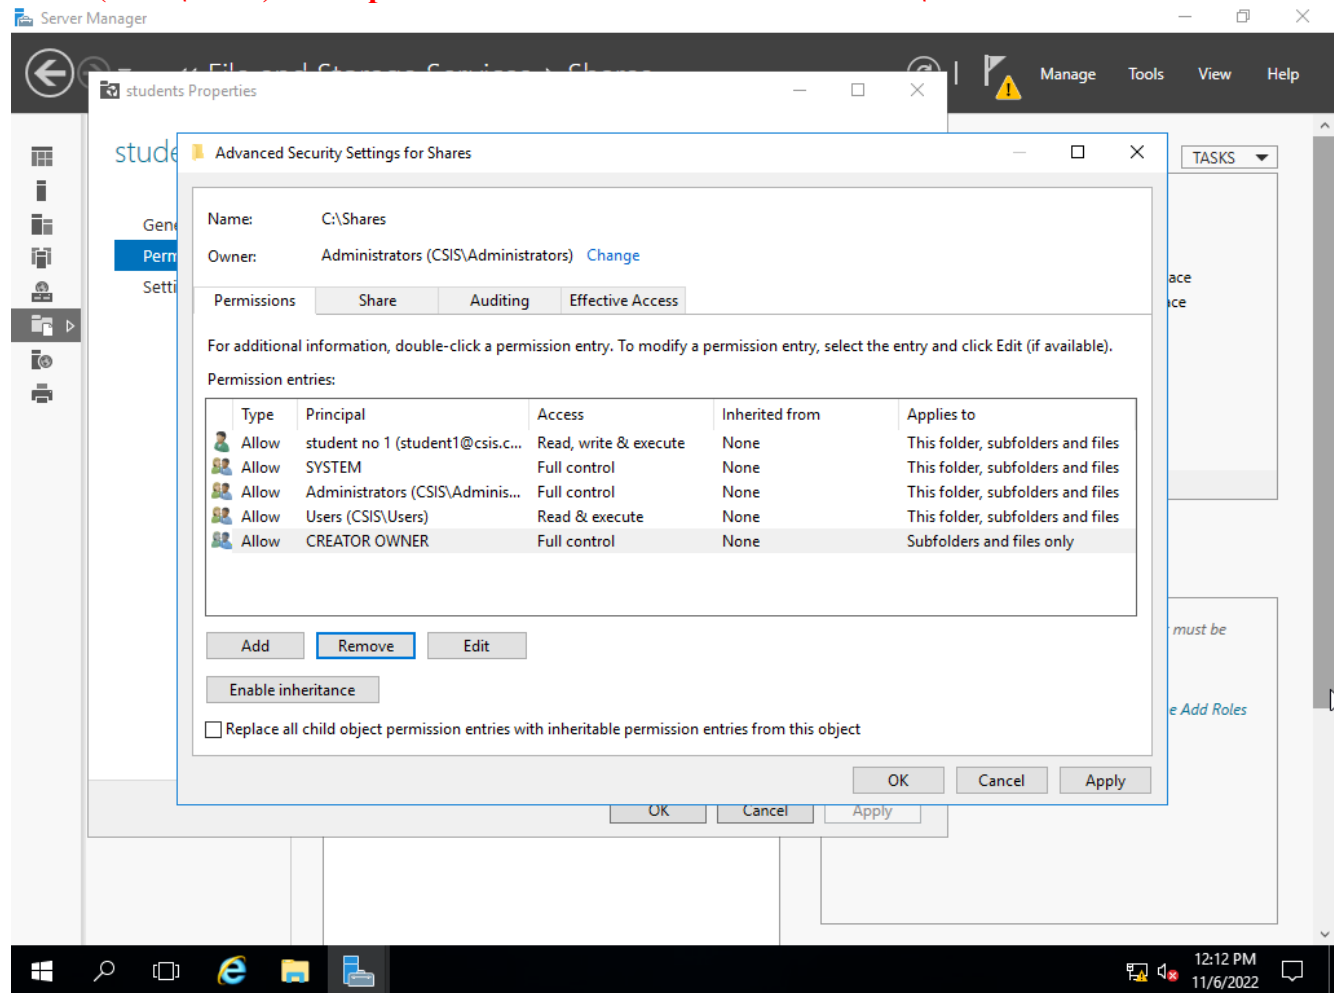 Server Manager
Manage Tools View Help
students Properties
Advanced Security Settings for Shares
TASKS
Name: C:\Shares
Owner: Administrators (CSIS\Administrators) Change
Permissions Share Auditing Effective Access
For additional information, double-click a permission entry. To modify a permission entry, select the entry and click Edit (if available).
Permission entries:
Type Principal Access Inherited from Applies to
Allow student no 1 (student1@csis.c... Read, write & execute None This folder, subfolders and files
Allow SYSTEM Full control None This folder, subfolders and files
Allow Administrators (CSIS\Adminis... Full control None This folder, subfolders and files
Allow Users (CSIS\Users) Read & execute None This folder, subfolders and files
Allow CREATOR OWNER Full control None Subfolders and files only
must be
Add Remove Edit
Enable inheritance
Add Roles
Replace all child object permission entries with inheritable permission entries from this object
OK Cancel Apply
OK Cancel Apply
12:12 PM
11/6/2022